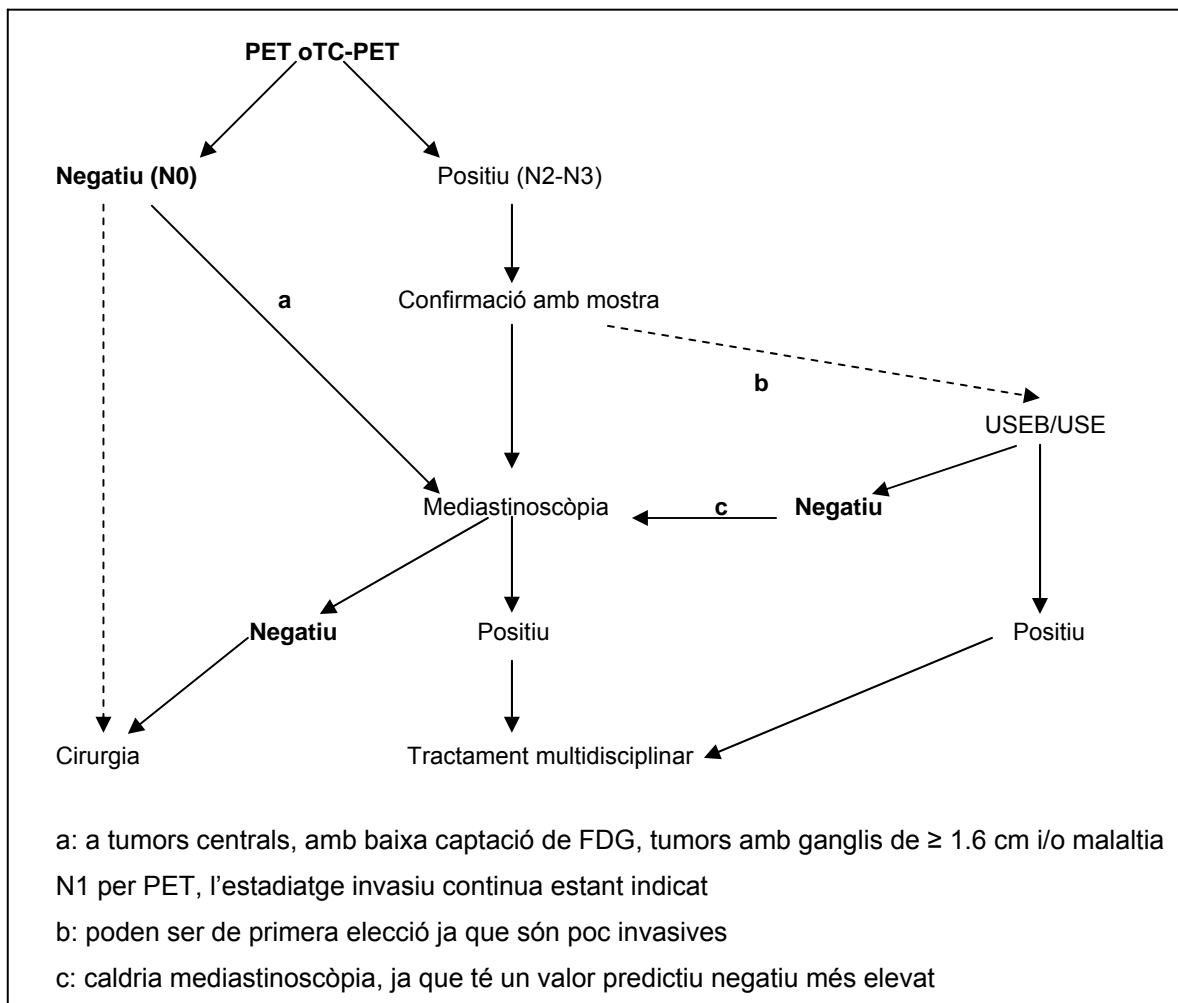 PET oTC-PET
Negatiu (N0)
Positiu (N2-N3)
a
Confirmació amb mostra
b
USEB/USE
Mediastinoscòpia
c
Negatiu
Negatiu
Positiu
Positiu
Cirurgia
Tractament multidisciplinar
a: a tumors centrals, amb baixa captació de FDG, tumors amb ganglis de ≥ 1.6 cm i/o malaltia
N1 per PET, l’estadiatge invasiu continua estant indicat
b: poden ser de primera elecció ja que són poc invasives
c: caldria mediastinoscòpia, ja que té un valor predictiu negatiu més elevat